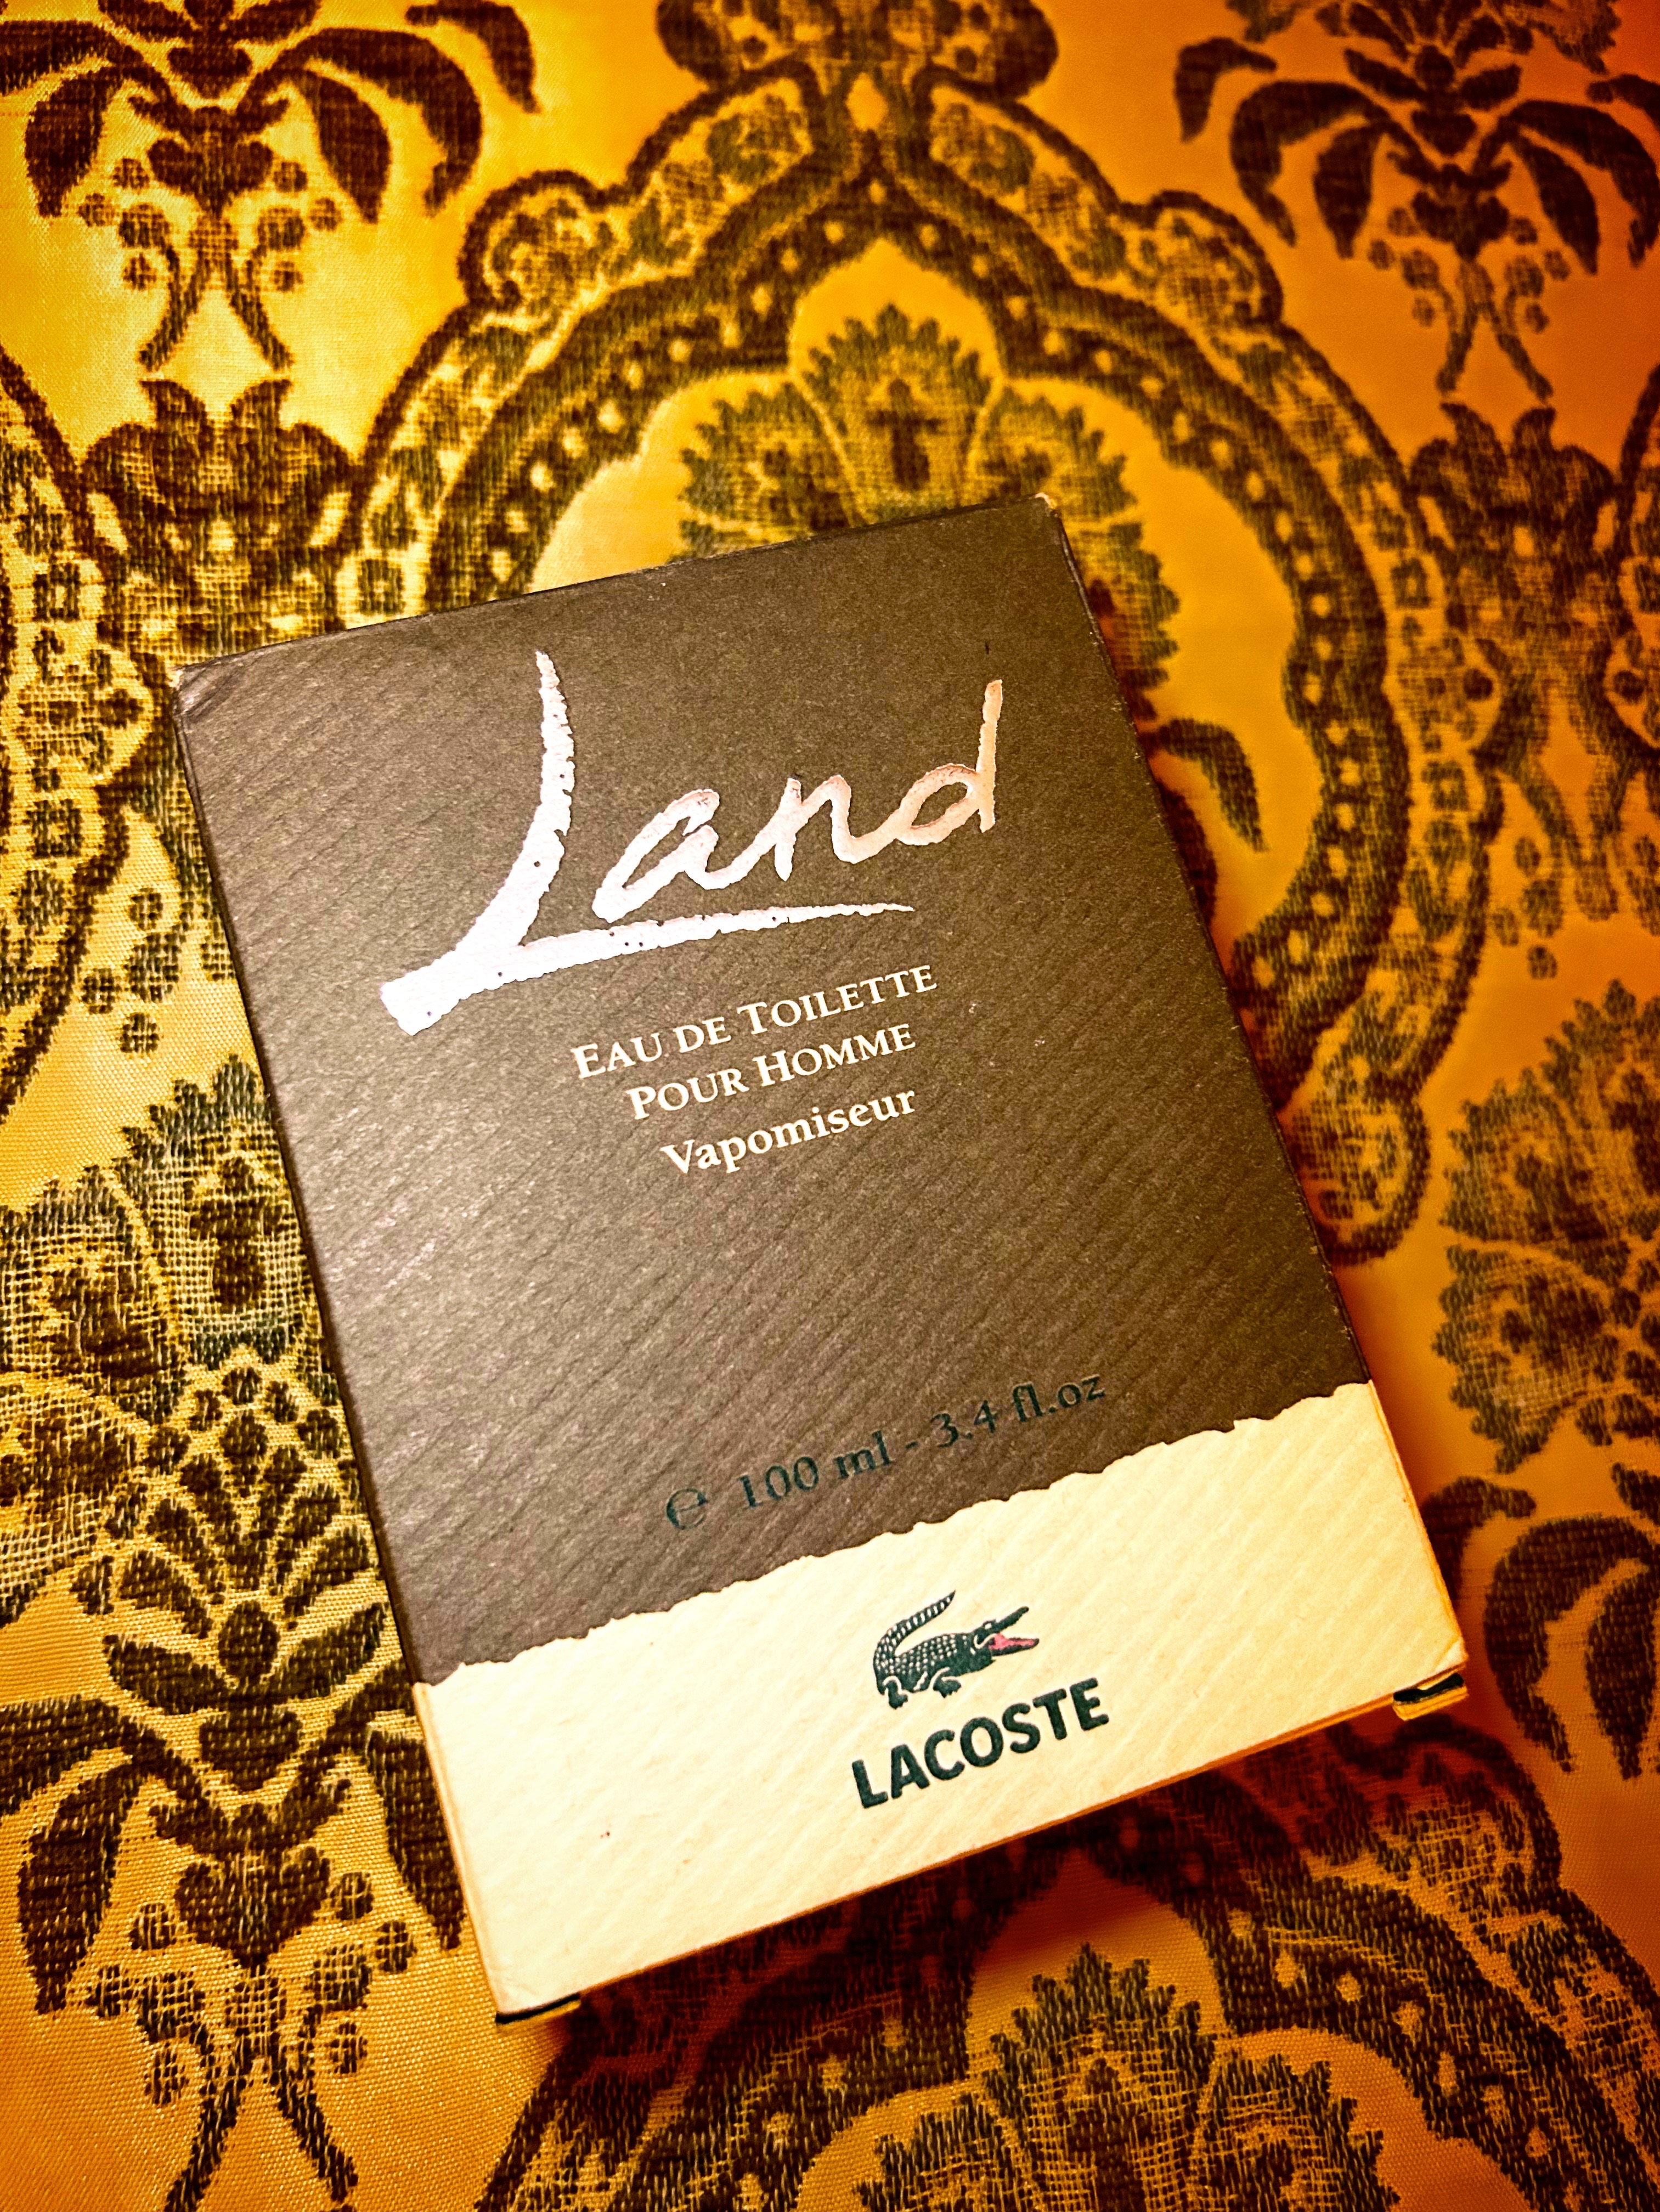 Land
EAU DE TOILETTE
POUR HOMME
Vapomiseur
℮ 100 ml - 3.4 fl.oz
LACOSTE